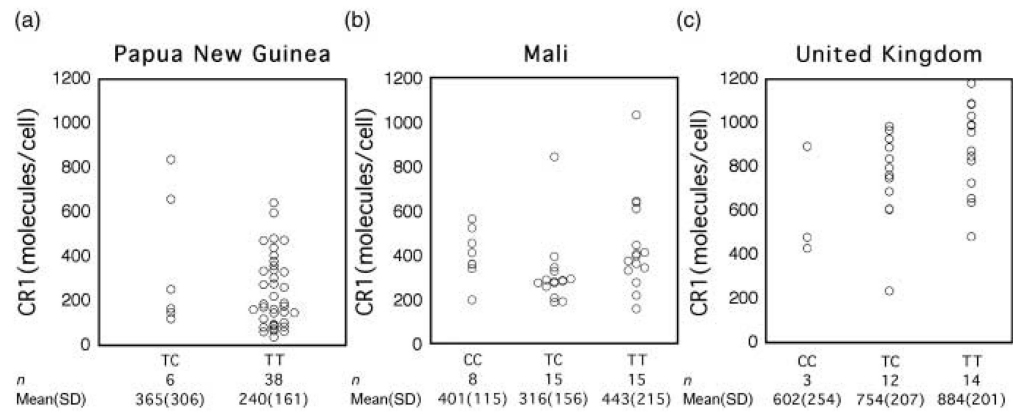 (a)
Papua New Guinea
1200
1000
800
600
400
200
0
CR1(molecules/cell)
TC TT
n 6 38
Mean(SD) 365(306) 240(161)
(b)
Mali
1200
1000
800
600
400
200
0
CR1(molecules/cell)
CC TC TT
n 8 15 15
Mean(SD) 401(115) 316(156) 443(215)
(c)
United Kingdom
1200
1000
800
600
400
200
0
CR1(molecules/cell)
CC TC TT
n 3 12 14
Mean(SD) 602(254) 754(207) 884(201)